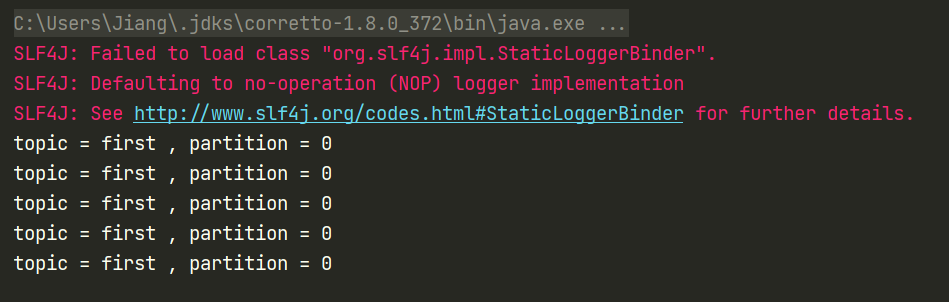 C:\Users\Jiang\.jdks\corretto-1.8.0_372\bin\java.exe ...
SLF4J: Failed to load class "org.slf4j.impl.StaticLoggerBinder".
SLF4J: Defaulting to no-operation (NOP) logger implementation
SLF4J: See http://www.slf4j.org/codes.html#StaticLoggerBinder for further details.
topic = first , partition = 0
topic = first , partition = 0
topic = first , partition = 0
topic = first , partition = 0
topic = first , partition = 0